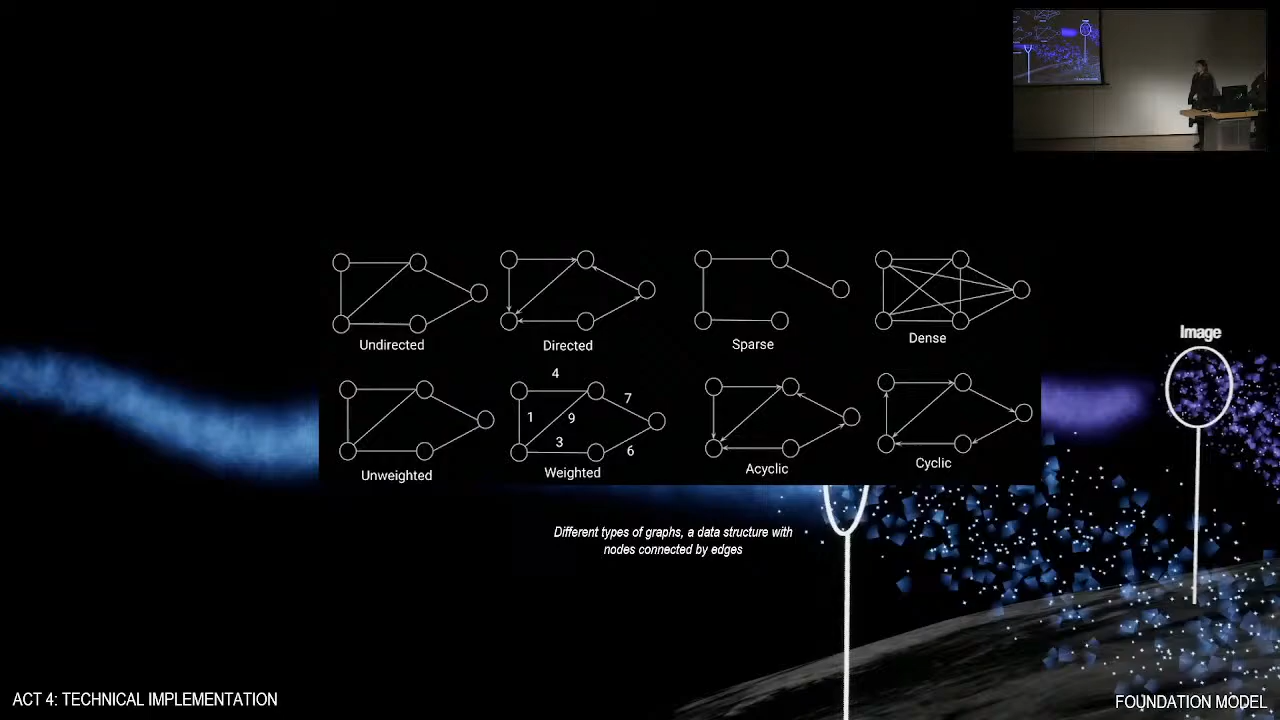 Undirected
Directed
Sparse
Dense
Image
4
7
1
9
3
6
Unweighted
Weighted
Acyclic
Cyclic
Different types of graphs, a data structure with
nodes connected by edges
ACT 4: TECHNICAL IMPLEMENTATION
FOUNDATION MODEL